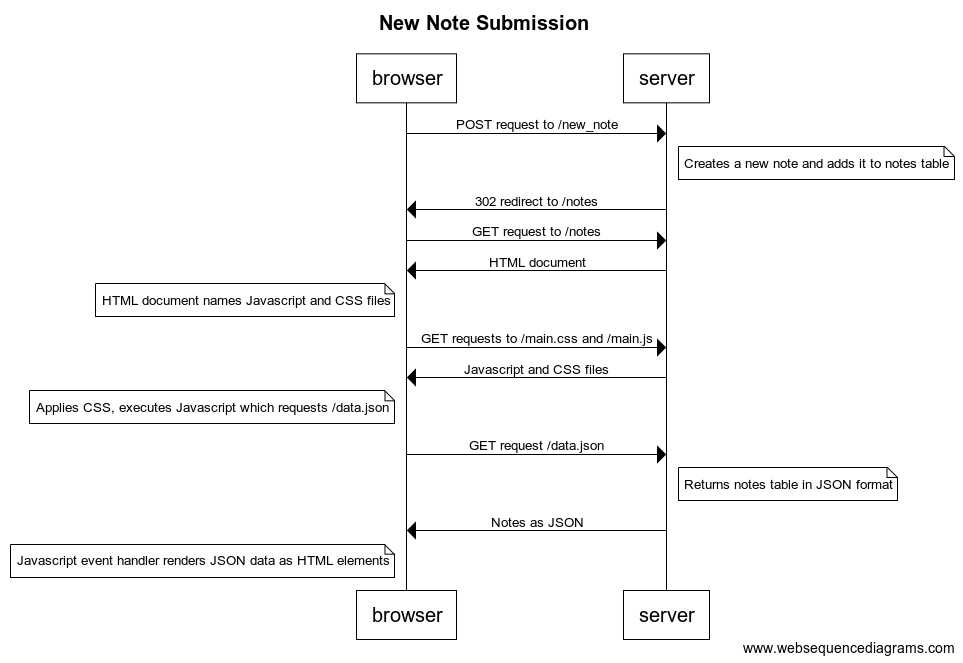 New Note Submission
browser
server
POST request to /new_note
Creates a new note and adds it to notes table
302 redirect to /notes
GET request to /notes
HTML document
HTML document names Javascript and CSS files
GET requests to /main.css and /main.js
Javascript and CSS files
Applies CSS, executes Javascript which requests /data.json
GET request /data.json
Returns notes table in JSON format
Notes as JSON
Javascript event handler renders JSON data as HTML elements
browser
server
www.websequencediagrams.com